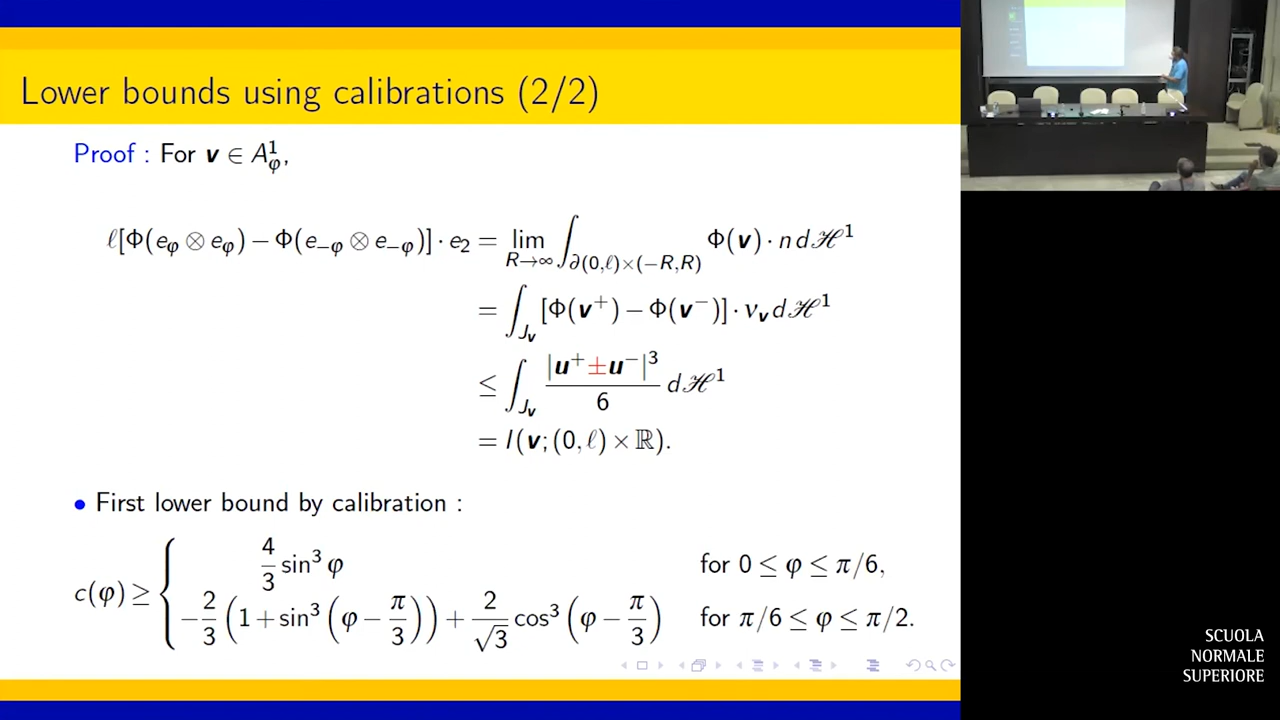 Lower bounds using calibrations (2/2)
Proof : For v ∈ A¹_φ,
ℓ[Φ(e_φ ⊗ e_φ) − Φ(e_−φ ⊗ e_−φ)] · e₂ = lim_{R→∞} ∫_{∂(0,ℓ)×(−R,R)} Φ(v) · n dℋ¹
= ∫_{J_v} [Φ(v⁺) − Φ(v⁻)] · ν_v dℋ¹
≤ ∫_{J_v} |u⁺ ± u⁻|³ / 6 dℋ¹
= I(v; (0, ℓ) × ℝ).
• First lower bound by calibration :
c(φ) ≥ { 4/3 sin³ φ for 0 ≤ φ ≤ π/6,
−2/3 (1 + sin³ (φ − π/3)) + 2/√3 cos³ (φ − π/3) for π/6 ≤ φ ≤ π/2.
SCUOLA
NORMALE
SUPERIORE